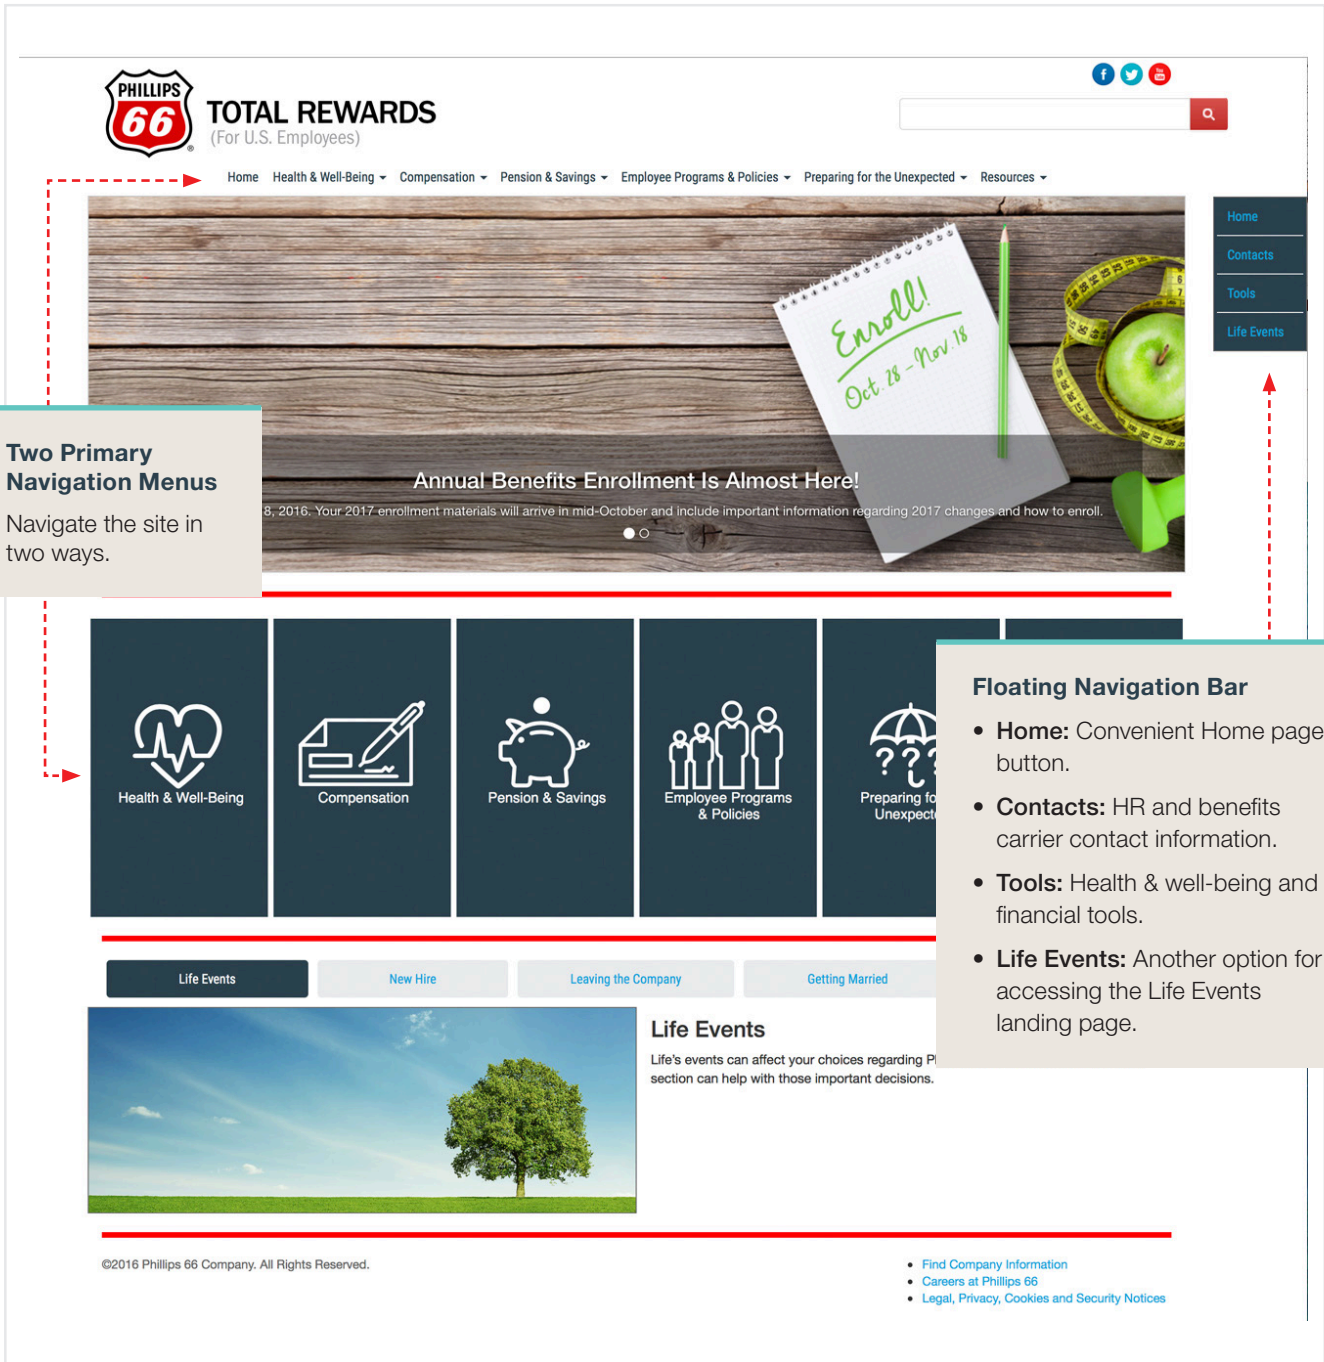 PHILLIPS
66
TOTAL REWARDS
(For U.S. Employees)
Home Health & Well-Being Compensation Pension & Savings Employee Programs & Policies Preparing for the Unexpected Resources
Home
Contacts
Tools
Life Events
Enroll!
Oct. 28 - Nov. 18
Two Primary
Navigation Menus
Navigate the site in
two ways.
Annual Benefits Enrollment Is Almost Here!
8, 2016. Your 2017 enrollment materials will arrive in mid-October and include important information regarding 2017 changes and how to enroll.
Health & Well-Being
Compensation
Pension & Savings
Employee Programs
& Policies
Preparing fo
Unexpect
Floating Navigation Bar
• Home: Convenient Home page
button.
• Contacts: HR and benefits
carrier contact information.
• Tools: Health & well-being and
financial tools.
• Life Events: Another option for
accessing the Life Events
landing page.
Life Events New Hire Leaving the Company Getting Married
Life Events
Life's events can affect your choices regarding P
section can help with those important decisions.
©2016 Phillips 66 Company. All Rights Reserved.
• Find Company Information
• Careers at Phillips 66
• Legal, Privacy, Cookies and Security Notices